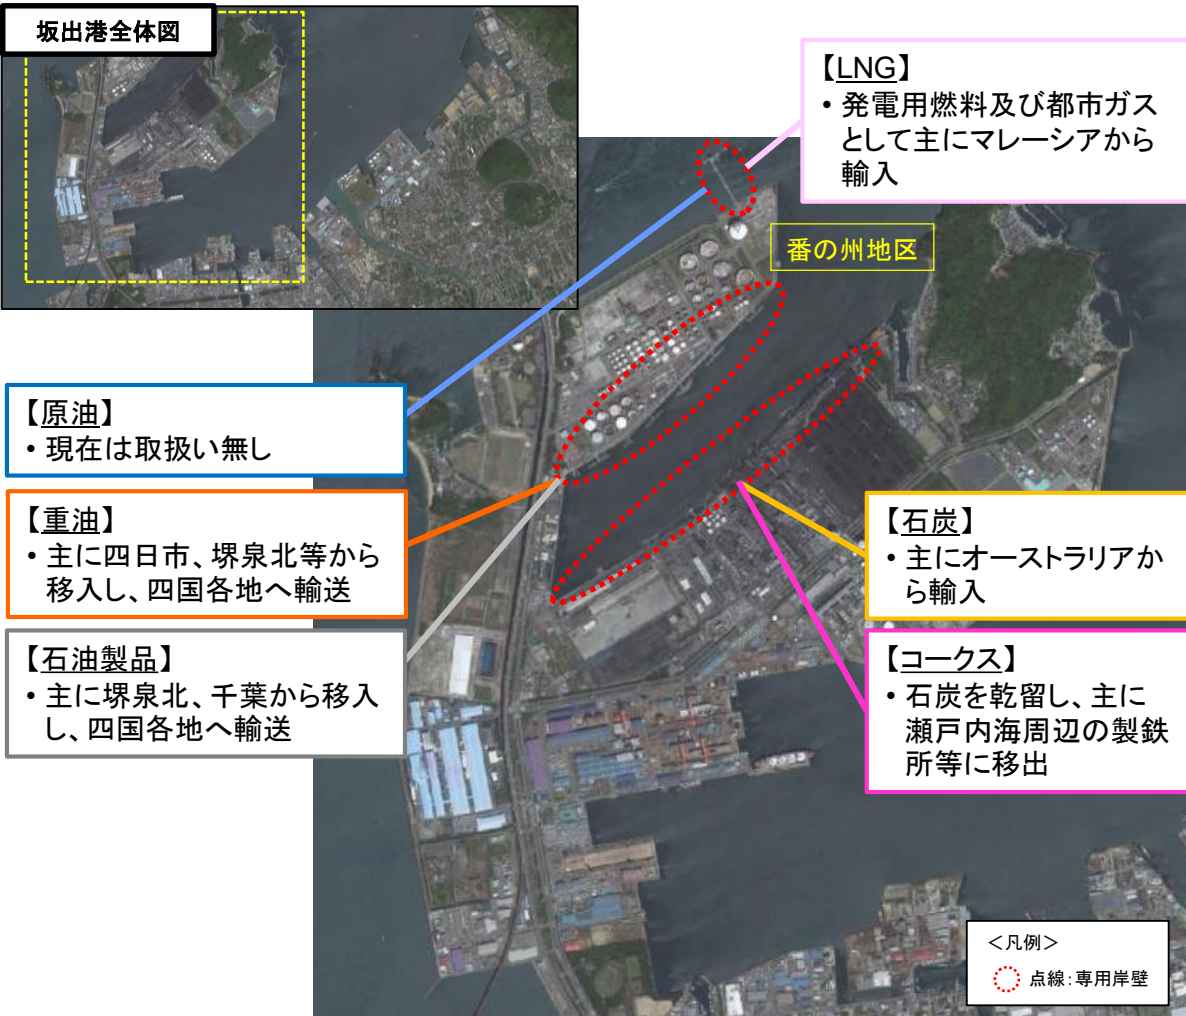 坂出港全体図
【LNG】
・発電用燃料及び都市ガス
として主にマレーシアから
輸入
番の州地区
【原油】
・現在は取扱い無し
【重油】
・主に四日市、堺泉北等から
移入し、四国各地へ輸送
【石油製品】
・主に堺泉北、千葉から移入
し、四国各地へ輸送
【石炭】
・主にオーストラリアか
ら輸入
【コークス】
・石炭を乾留し、主に
瀬戸内海周辺の製鉄
所等に移出
<凡例>
点線:専用岸壁